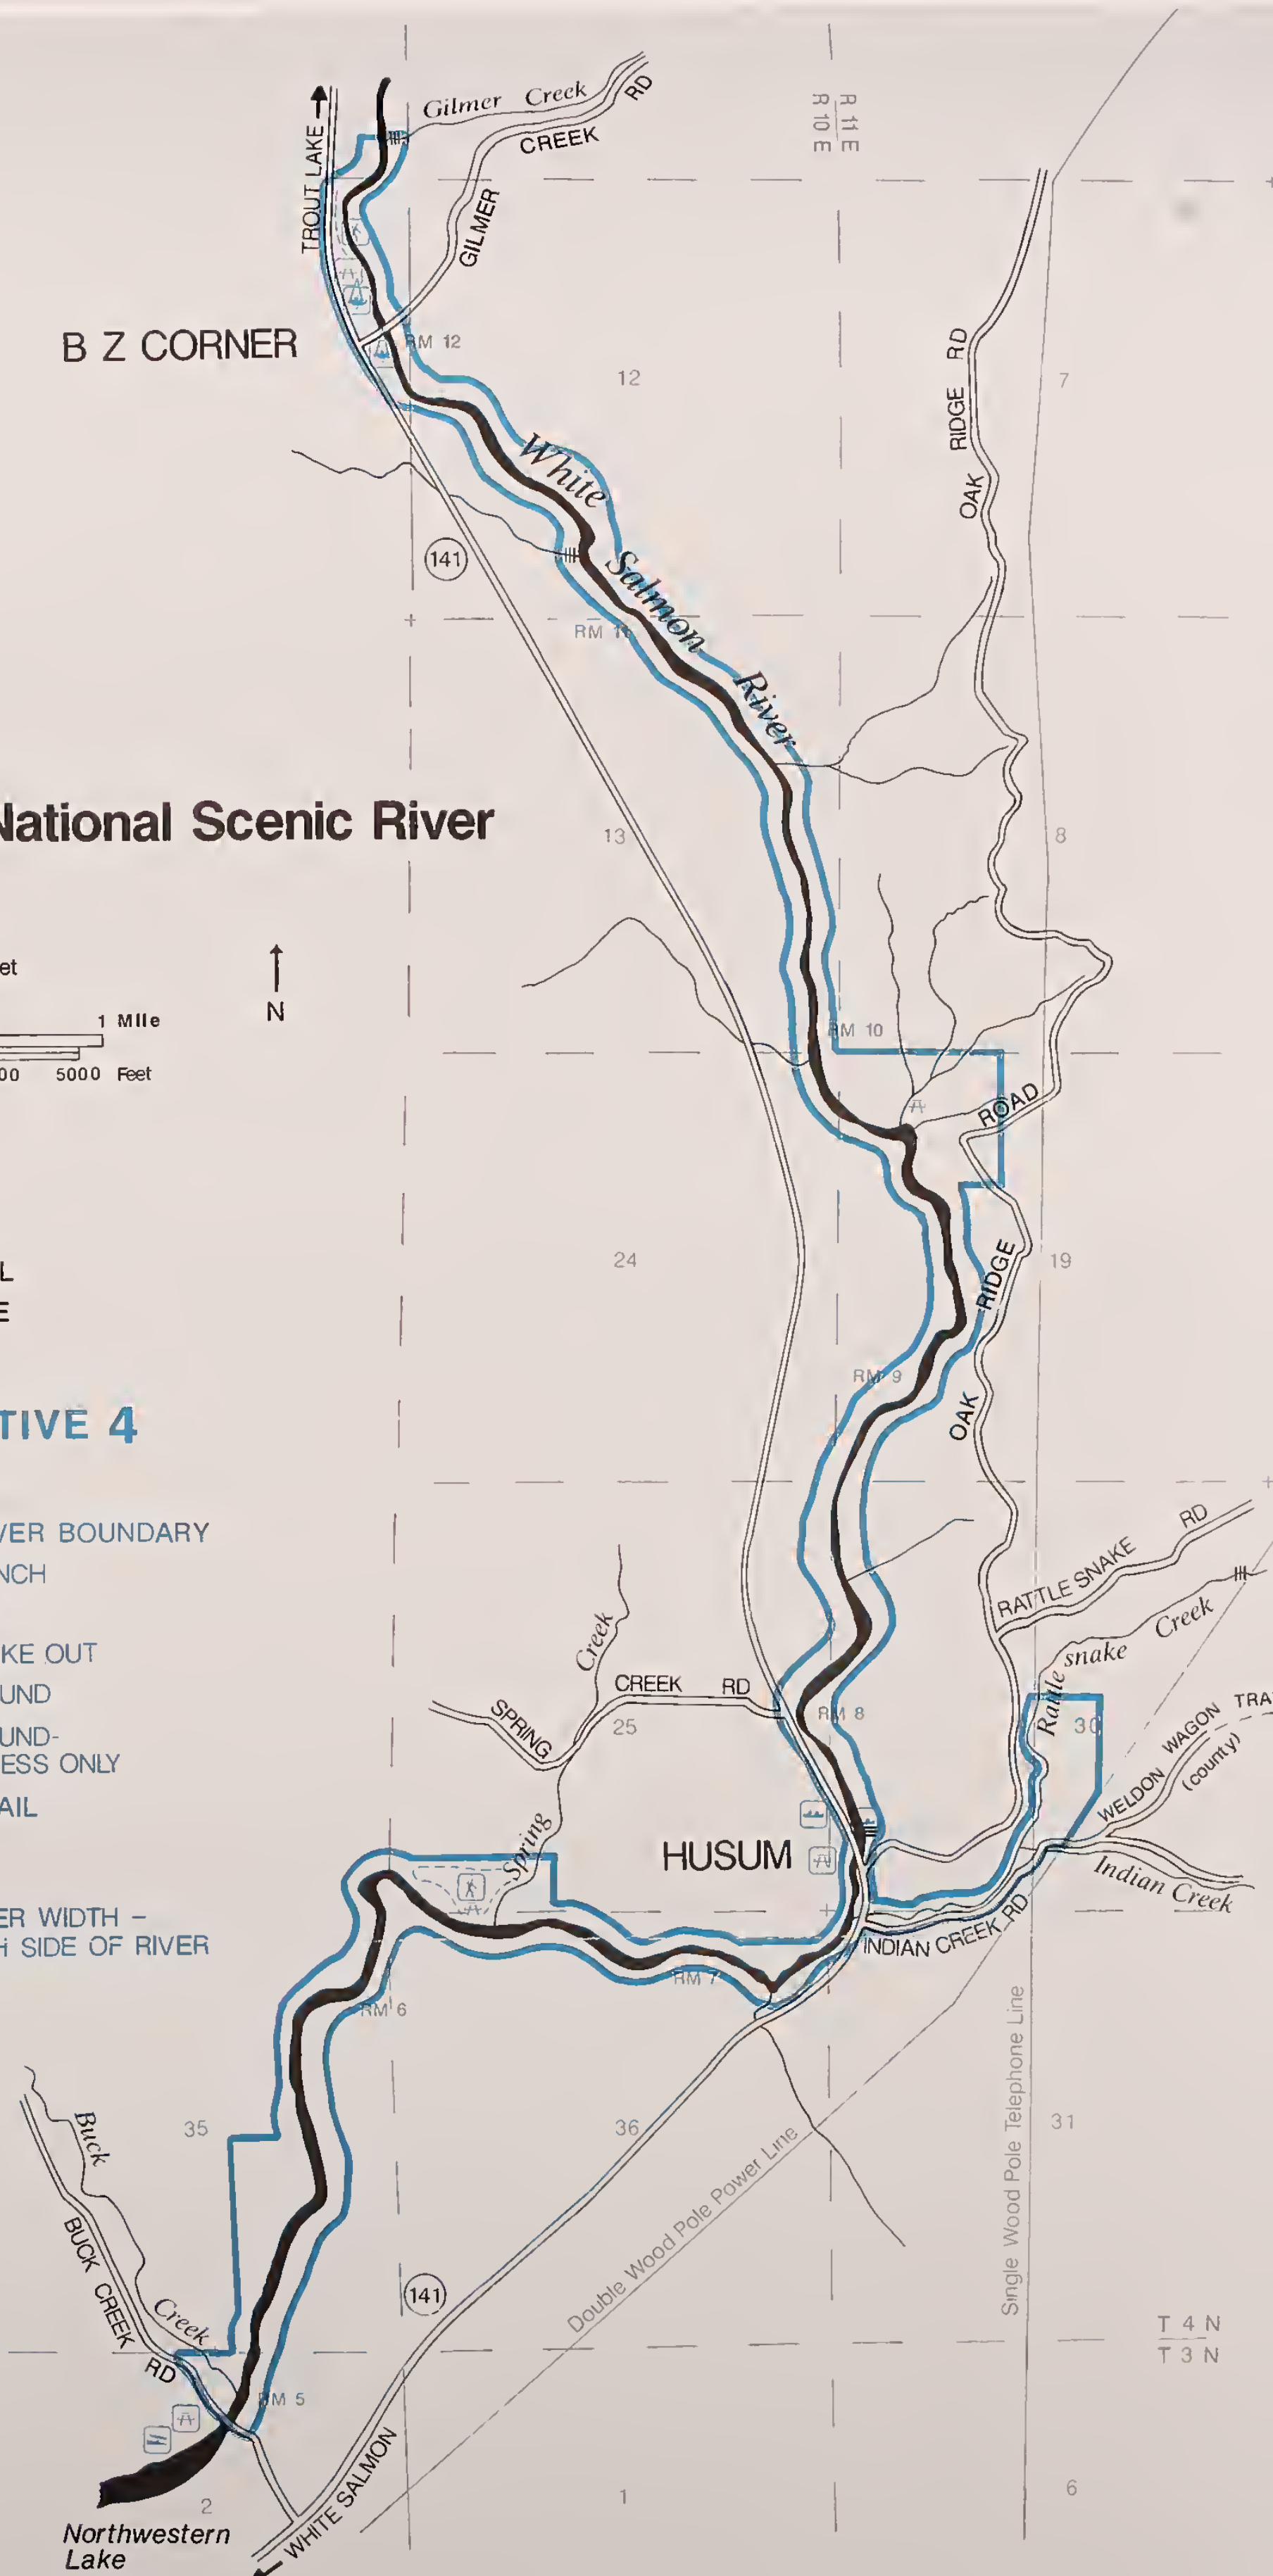 Gilmer Creek
RD
CREEK
GILMER
TROUT LAKE
R 11 E
R 10 E
B Z CORNER
RM 12
12
7
RIDGE RD
OAK
White
Salmon
River
141
RM 11
National Scenic River
13
8
et
N
1 Mile
00 5000 Feet
RM 10
ROAD
L
E
24
19
RIDGE
RM 9
OAK
TIVE 4
VER BOUNDARY
NCH
KE OUT
UND
UND-
ESS ONLY
AIL
ER WIDTH –
H SIDE OF RIVER
RATTLE SNAKE RD
Rattle snake Creek
Creek
SPRING CREEK RD
25
RM 8
30
WELDON WAGON TRA
(county)
Spring
HUSUM
Indian Creek
INDIAN CREEK RD
RM 7
RM 6
35
36
31
Buck
Creek
BUCK CREEK RD
Single Wood Pole Telephone Line
Double Wood Pole Power Line
141
T 4 N
T 3 N
RM 5
WHITE SALMON
2
1
6
Northwestern
Lake